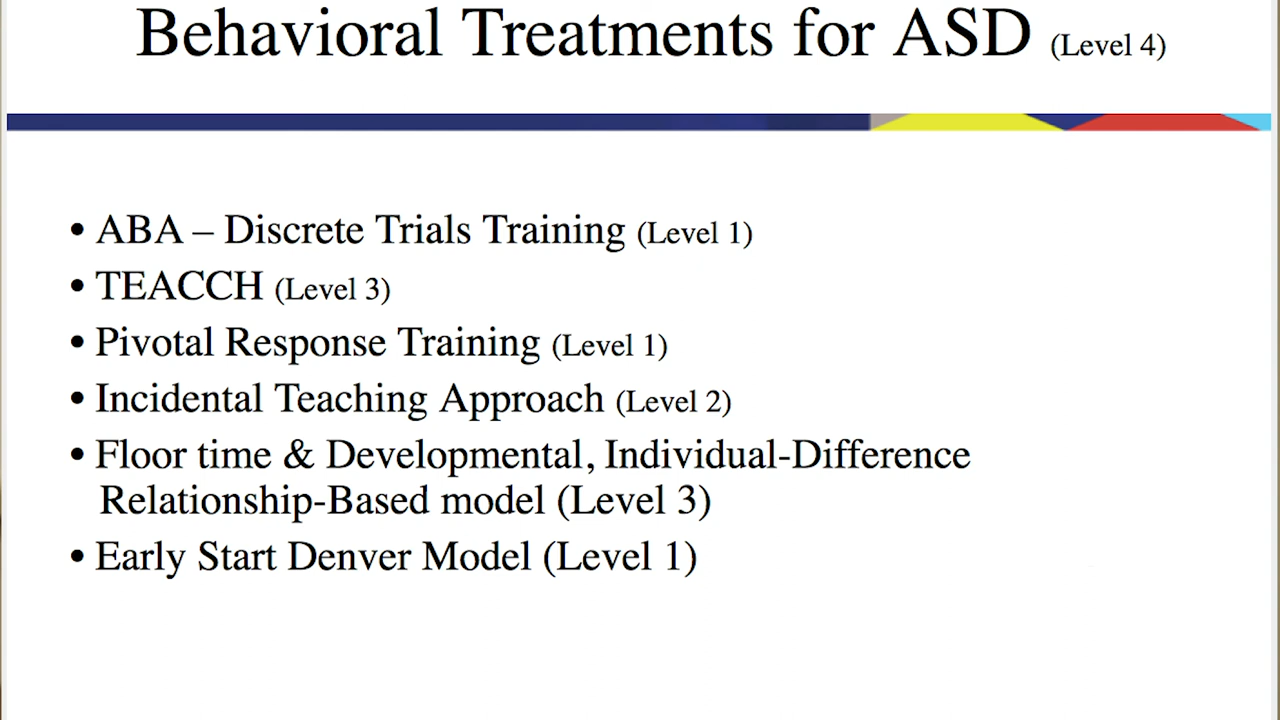 Behavioral Treatments for ASD (Level 4)
• ABA – Discrete Trials Training (Level 1)
• TEACCH (Level 3)
• Pivotal Response Training (Level 1)
• Incidental Teaching Approach (Level 2)
• Floor time & Developmental, Individual-Difference
Relationship-Based model (Level 3)
• Early Start Denver Model (Level 1)